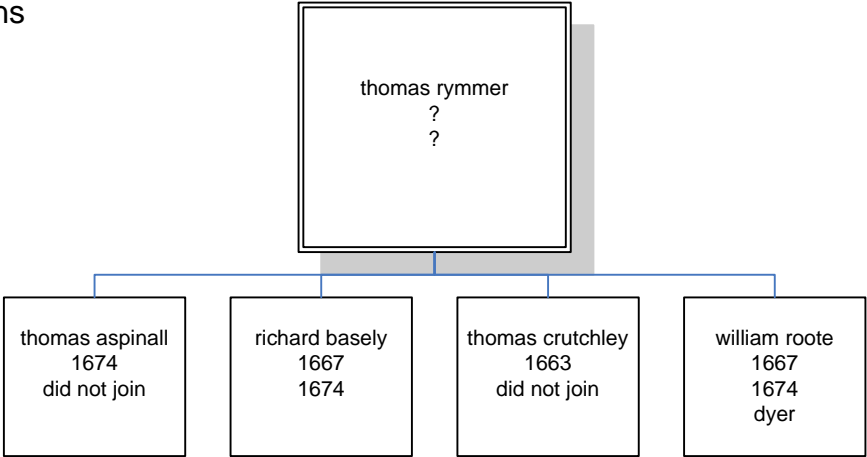 thomas rymmer
?
?
thomas aspinall
1674
did not join
richard basely
1667
1674
thomas crutchley
1663
did not join
william roote
1667
1674
dyer